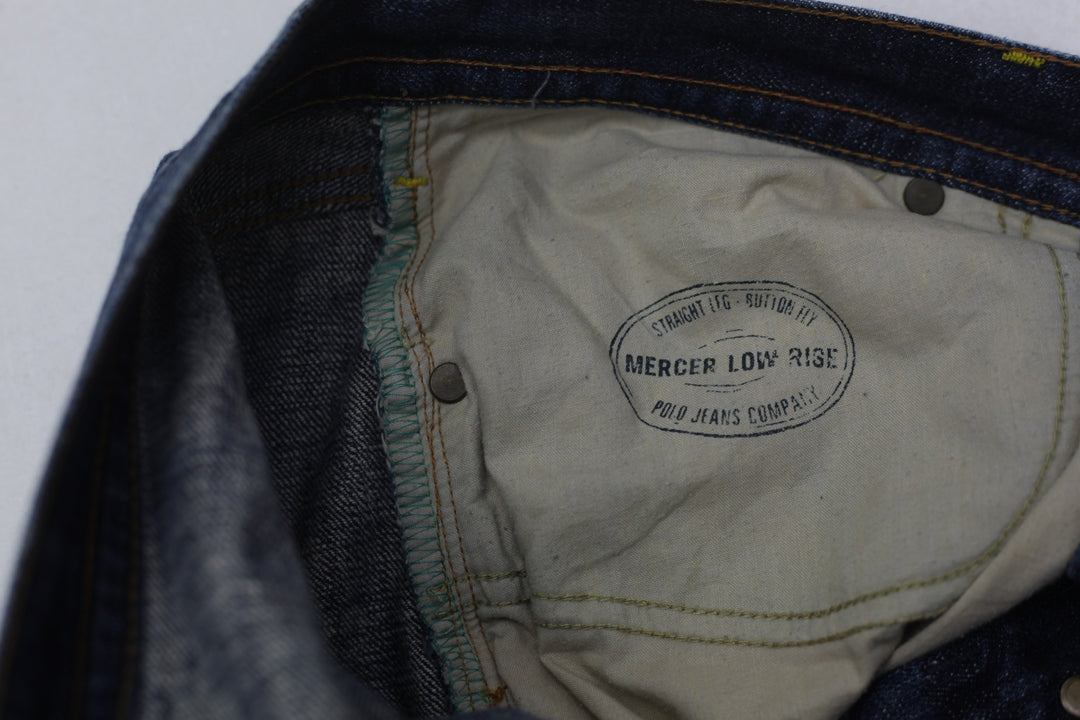 STRAIGHT LEG - BUTTON FLY
MERCER LOW RISE
POLO JEANS COMPANY